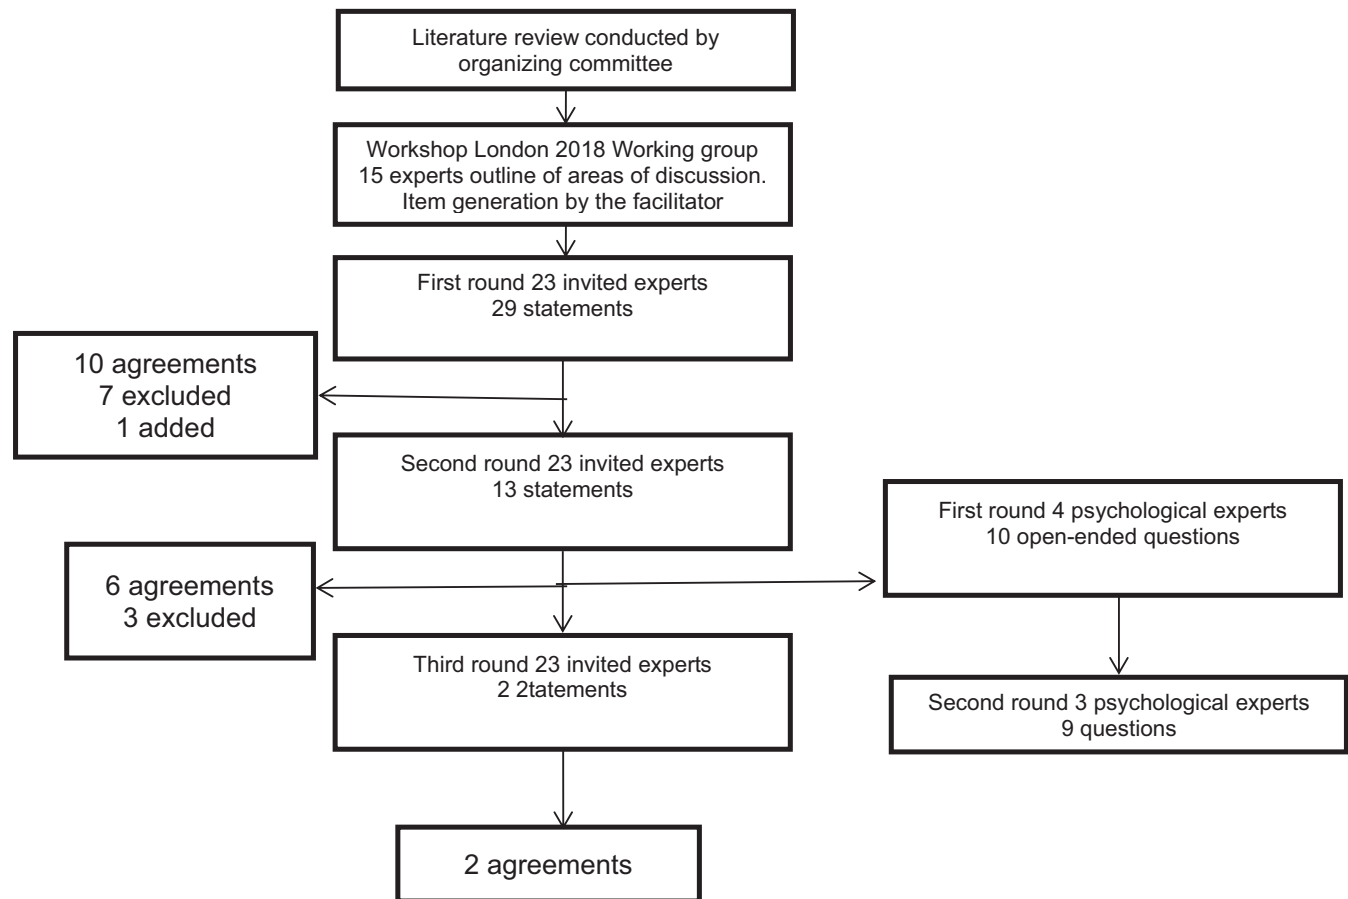 Literature review conducted by
organizing committee
Workshop London 2018 Working group
15 experts outline of areas of discussion.
Item generation by the facilitator
First round 23 invited experts
29 statements
10 agreements
7 excluded
1 added
Second round 23 invited experts
13 statements
First round 4 psychological experts
10 open-ended questions
6 agreements
3 excluded
Third round 23 invited experts
2 2tatements
Second round 3 psychological experts
9 questions
2 agreements